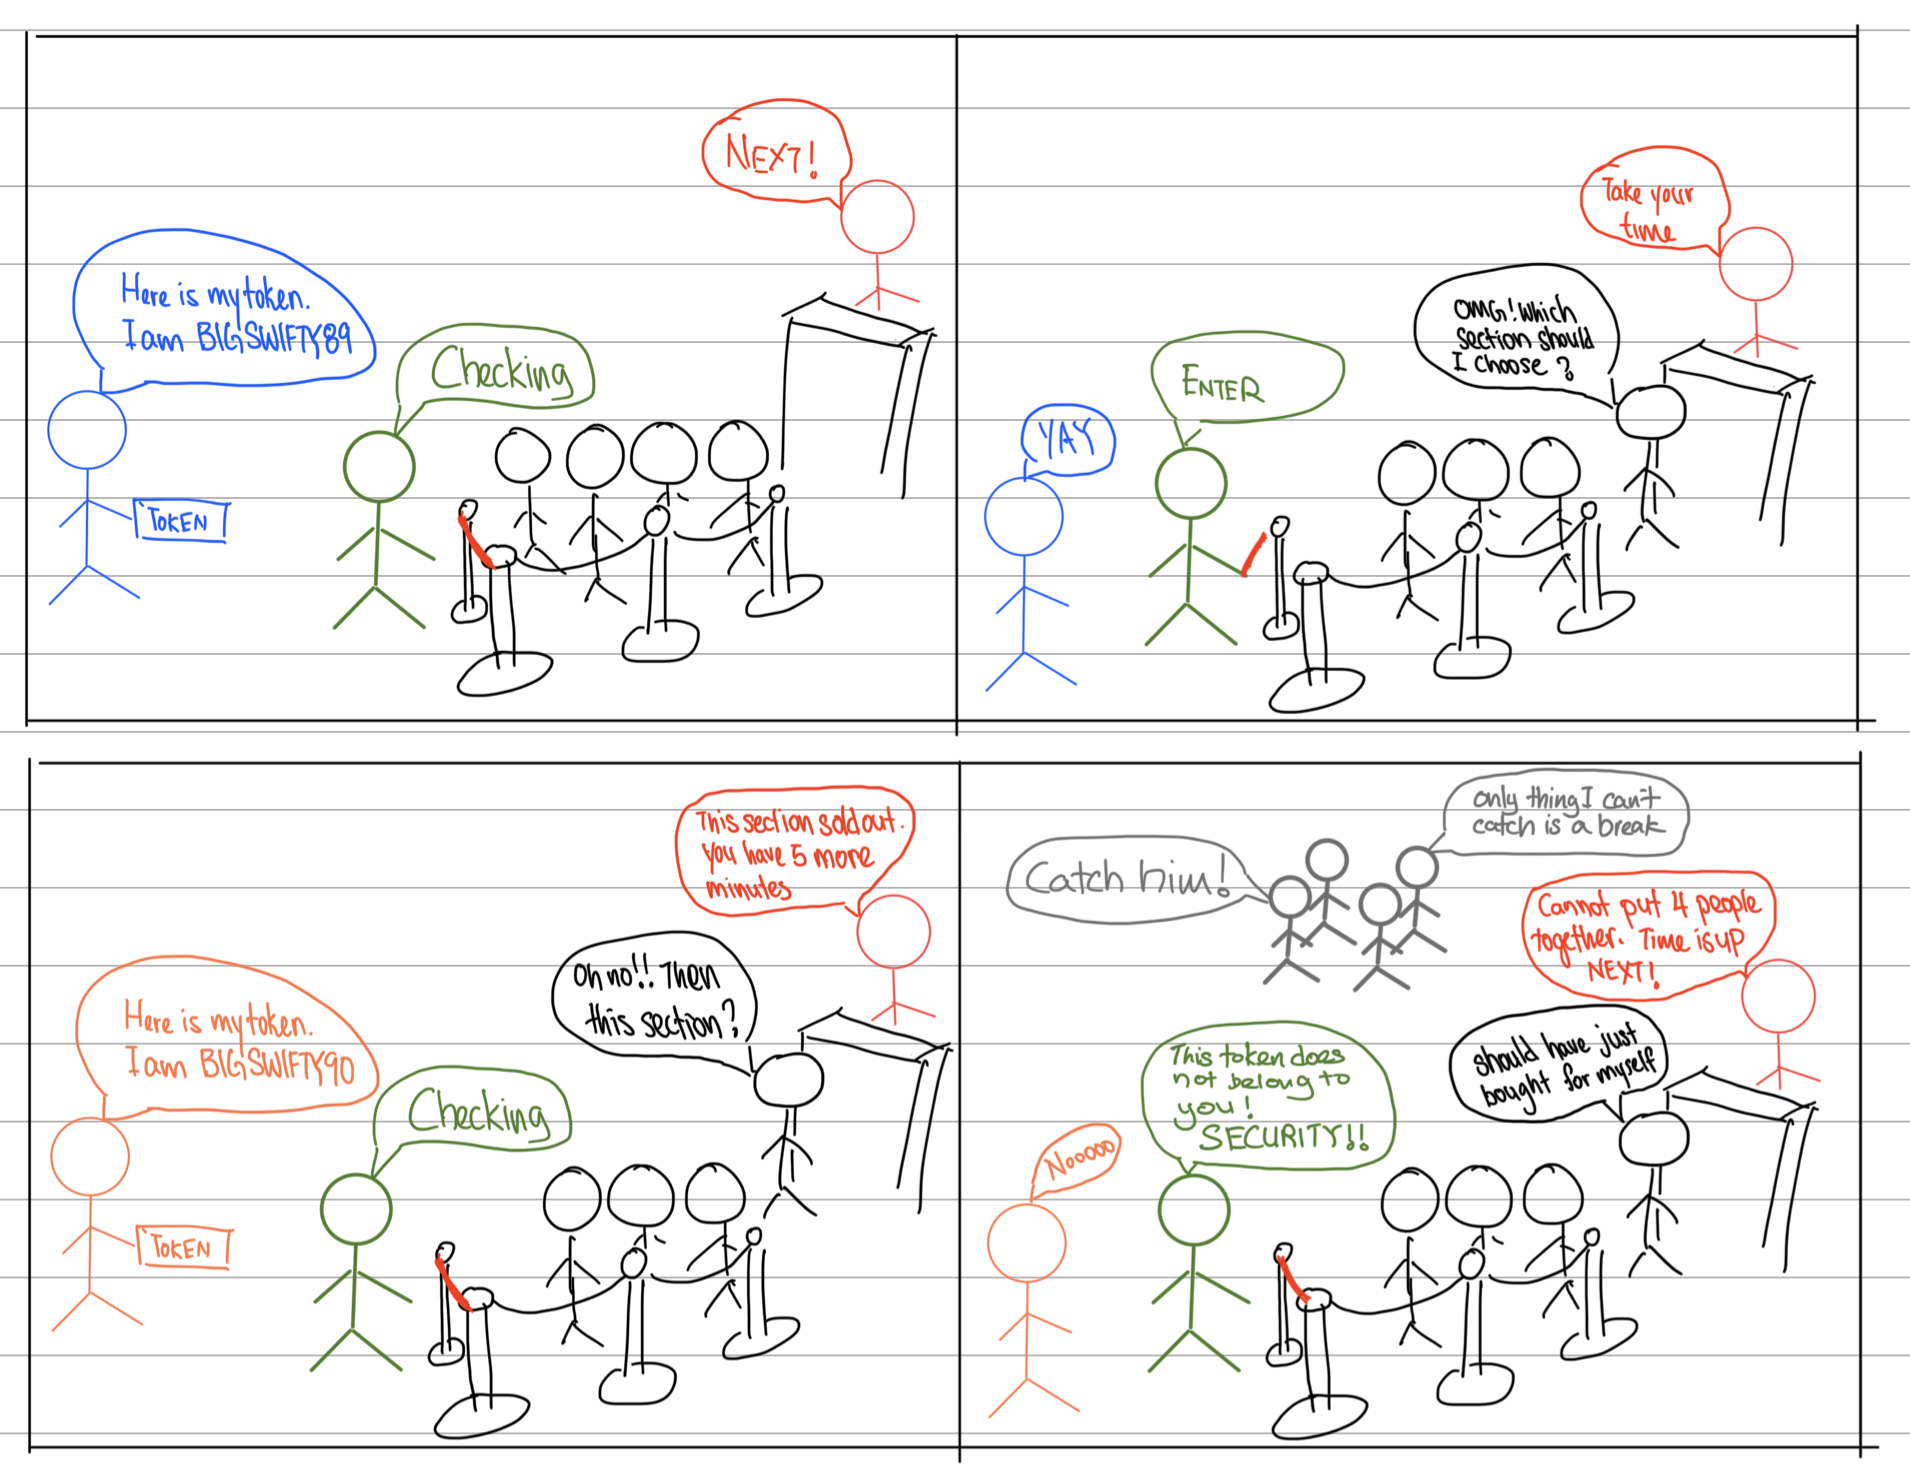 NEXT!
Here is my token.
I am BIGSWIFTY89
Checking
TOKEN
Take your
time
OMG! Which
section should
I choose?
ENTER
YAY
This section sold out.
you have 5 more
minutes
Oh no!! Then
this section?
Here is my token.
I am BIGSWIFTY90
Checking
TOKEN
only thing I can't
catch is a break
Catch him!
Cannot put 4 people
together. Time is up
NEXT!
should have just
bought for myself
This token does
not belong to
you!
SECURITY!!
Nooooo